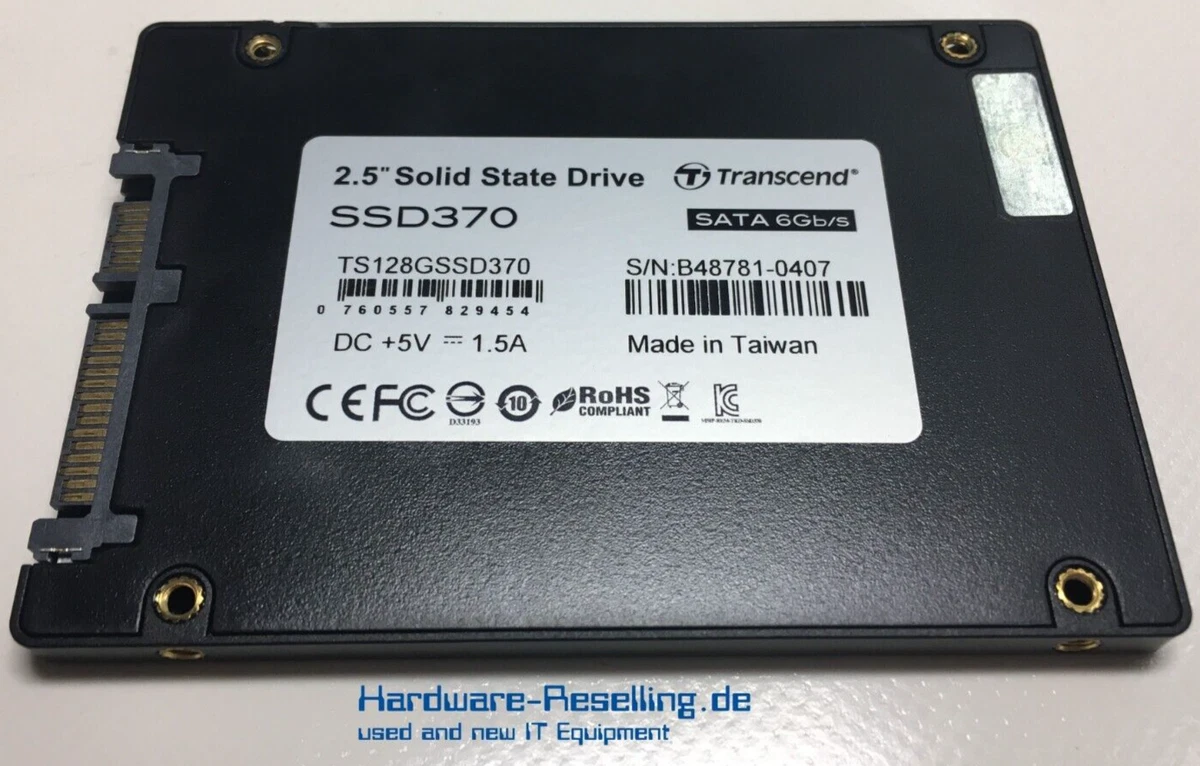 2.5" Solid State Drive
Transcend®
SSD370
SATA 6Gb/s
TS128GSSD370
S/N:B48781-0407
0 760557 829454
DC +5V ⎓ 1.5A
Made in Taiwan
CE FC
D33193
10
RoHS
COMPLIANT
Hardware-Reselling.de
used and new IT Equipment